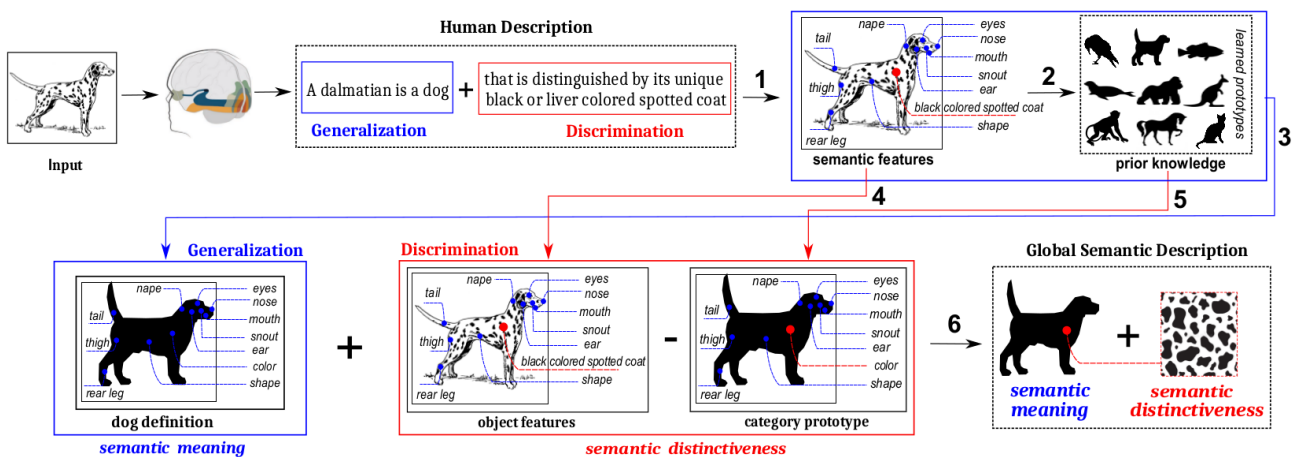 Human Description
Input
A dalmatian is a dog
+
that is distinguished by its unique
black or liver colored spotted coat
Generalization
Discrimination
1
nape
eyes
tail
nose
mouth
snout
thigh
ear
black colored spotted coat
shape
rear leg
semantic features
2
learned prototypes
prior knowledge
3
4
5
Generalization
nape
eyes
nose
tail
mouth
snout
thigh
ear
color
shape
rear leg
dog definition
semantic meaning
+
Discrimination
nape
eyes
tail
nose
mouth
snout
thigh
ear
black colored spotted coat
shape
rear leg
object features
-
nape
eyes
nose
tail
mouth
snout
thigh
ear
color
shape
rear leg
category prototype
semantic distinctiveness
6
Global Semantic Description
+
semantic
meaning
semantic
distinctiveness